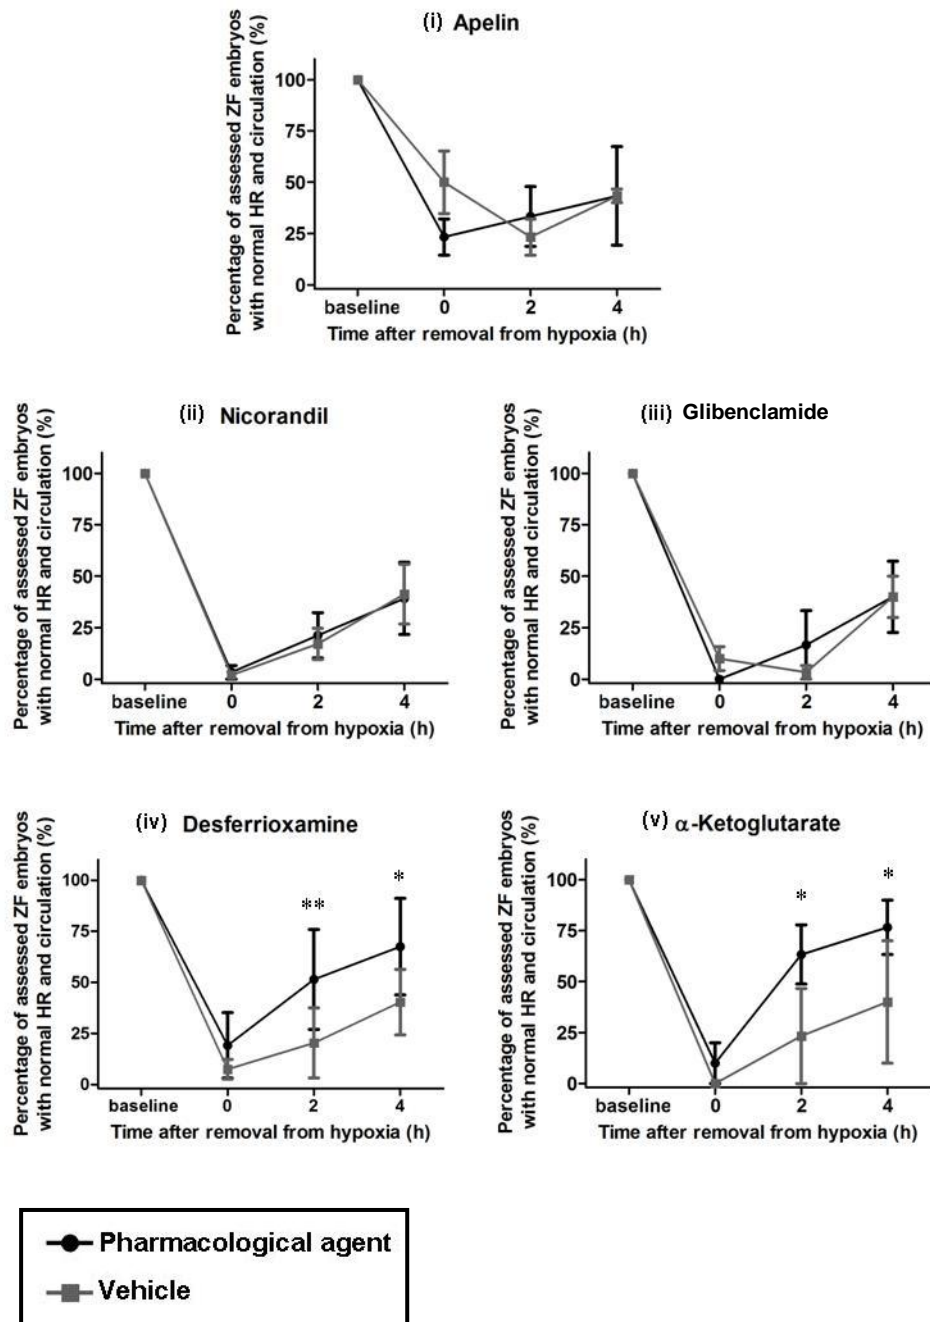 (i) Apelin
Percentage of assessed ZF embryos
with normal HR and circulation (%)
100
75
50
25
0
baseline 0 2 4
Time after removal from hypoxia (h)
(ii) Nicorandil
Percentage of assessed ZF embryos
with normal HR and circulation (%)
100
75
50
25
0
baseline 0 2 4
Time after removal from hypoxia (h)
(iii) Glibenclamide
Percentage of assessed ZF embryos
with normal HR and circulation (%)
100
75
50
25
0
baseline 0 2 4
Time after removal from hypoxia (h)
(iv) Desferrioxamine
Percentage of assessed ZF embryos
with normal HR and circulation (%)
100
75
50
25
0
** *
baseline 0 2 4
Time after removal from hypoxia (h)
(v) α-Ketoglutarate
Percentage of assessed ZF embryos
with normal HR and circulation (%)
100
75
50
25
0
* *
baseline 0 2 4
Time after removal from hypoxia (h)
Pharmacological agent
Vehicle